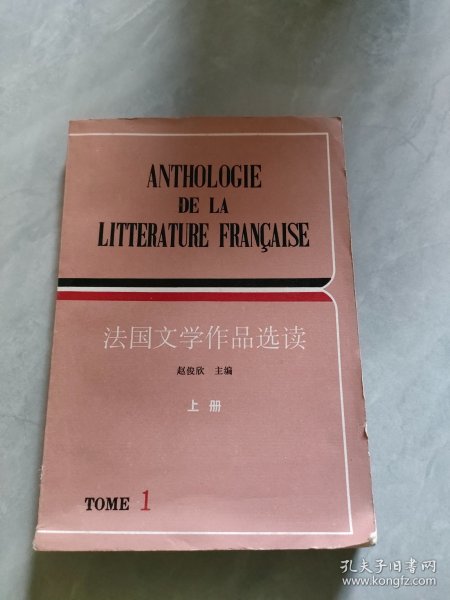 ANTHOLOGIE
DE LA
LITTERATURE FRANÇAISE
法国文学作品选读
赵俊欣 主编
上册
TOME 1
孔夫子旧书网
www.kongfz.com